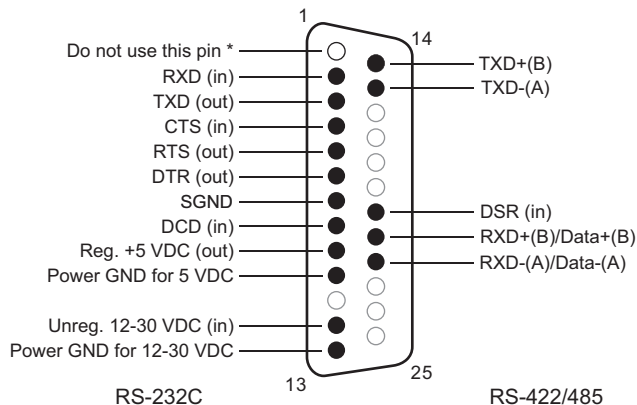 1
14
Do not use this pin *
RXD (in)
TXD (out)
CTS (in)
RTS (out)
DTR (out)
SGND
DCD (in)
Reg. +5 VDC (out)
Power GND for 5 VDC
Unreg. 12-30 VDC (in)
Power GND for 12-30 VDC
TXD+(B)
TXD-(A)
DSR (in)
RXD+(B)/Data+(B)
RXD-(A)/Data-(A)
13
25
RS-232C
RS-422/485